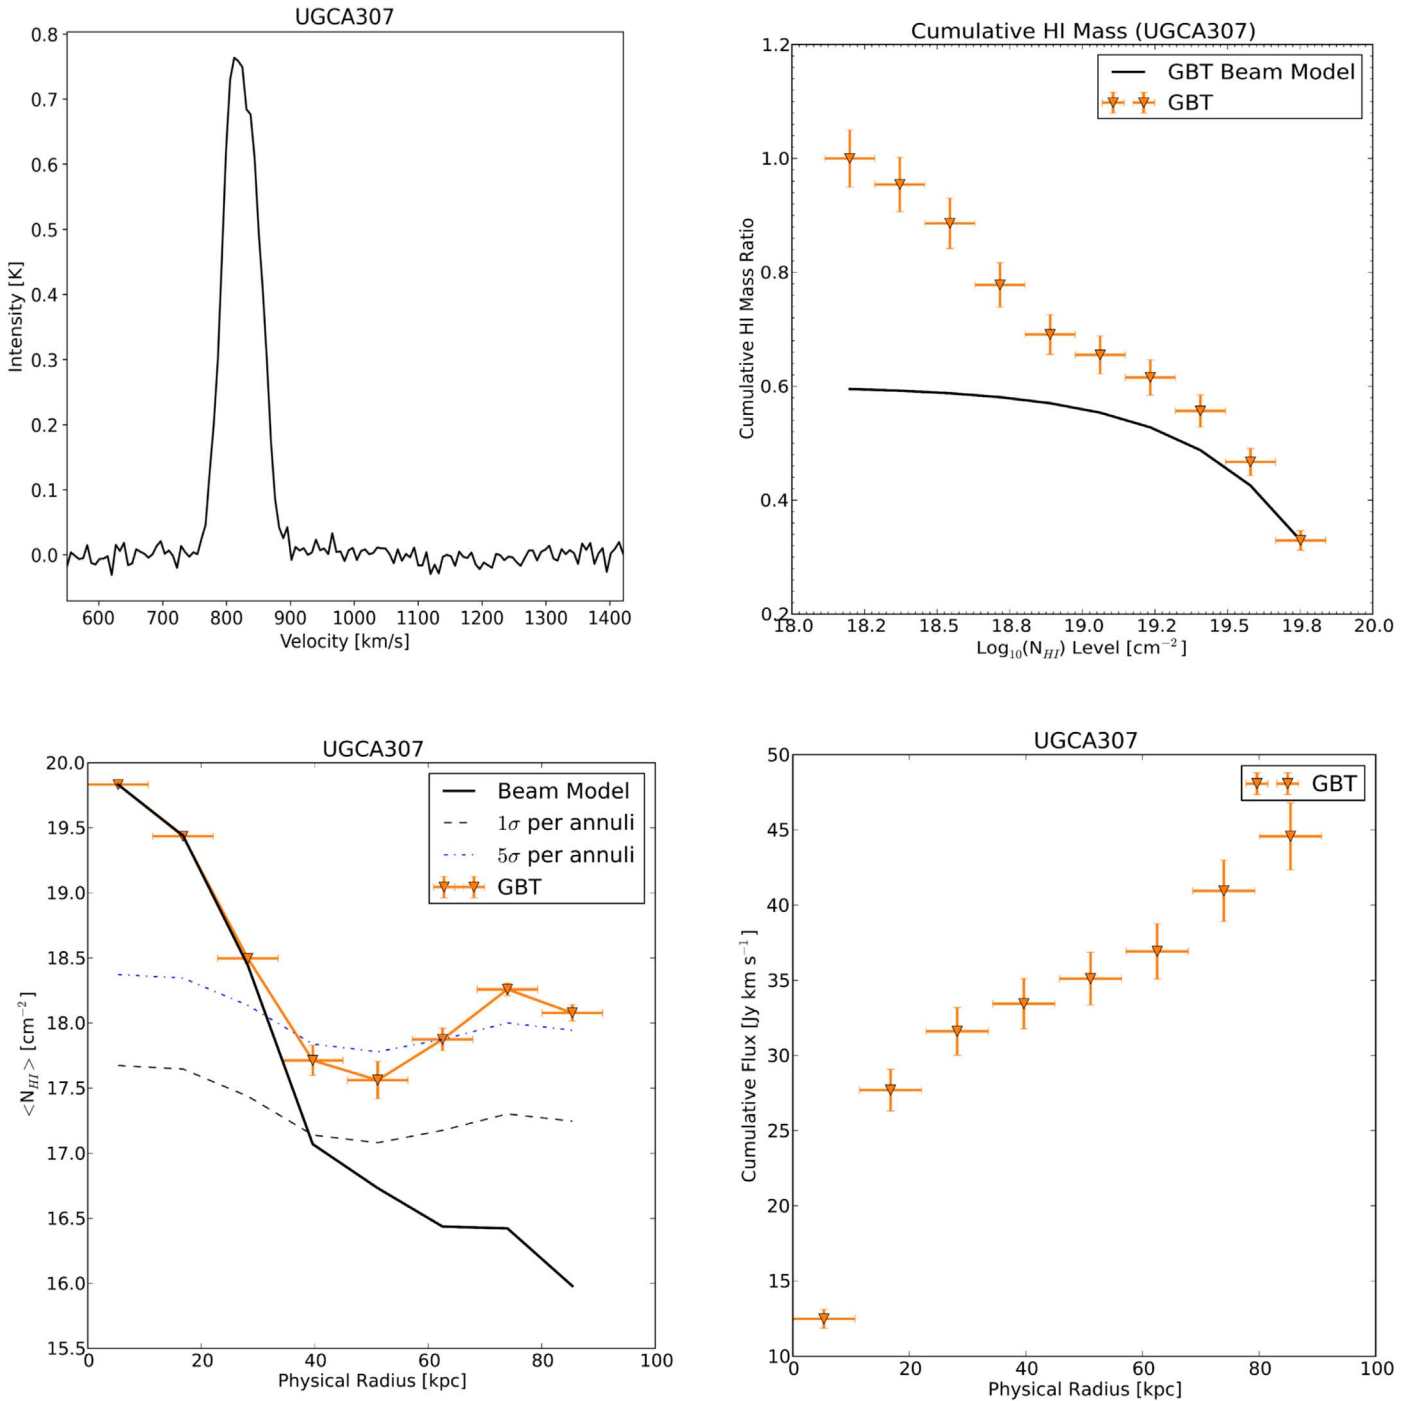 UGCA307
0.8
0.7
0.6
0.5
0.4
0.3
0.2
0.1
0.0
Intensity [K]
600 700 800 900 1000 1100 1200 1300 1400
Velocity [km/s]
Cumulative HI Mass (UGCA307)
GBT Beam Model
GBT
1.2
1.0
0.8
0.6
0.4
0.2
Cumulative HI Mass Ratio
18.0 18.2 18.5 18.8 19.0 19.2 19.5 19.8 20.0
Log₁₀(N_HI) Level [cm⁻²]
UGCA307
Beam Model
1σ per annuli
5σ per annuli
GBT
20.0
19.5
19.0
18.5
18.0
17.5
17.0
16.5
16.0
15.5
<N_HI> [cm⁻²]
0 20 40 60 80 100
Physical Radius [kpc]
UGCA307
GBT
50
45
40
35
30
25
20
15
10
Cumulative Flux [Jy km s⁻¹]
0 20 40 60 80 100
Physical Radius [kpc]